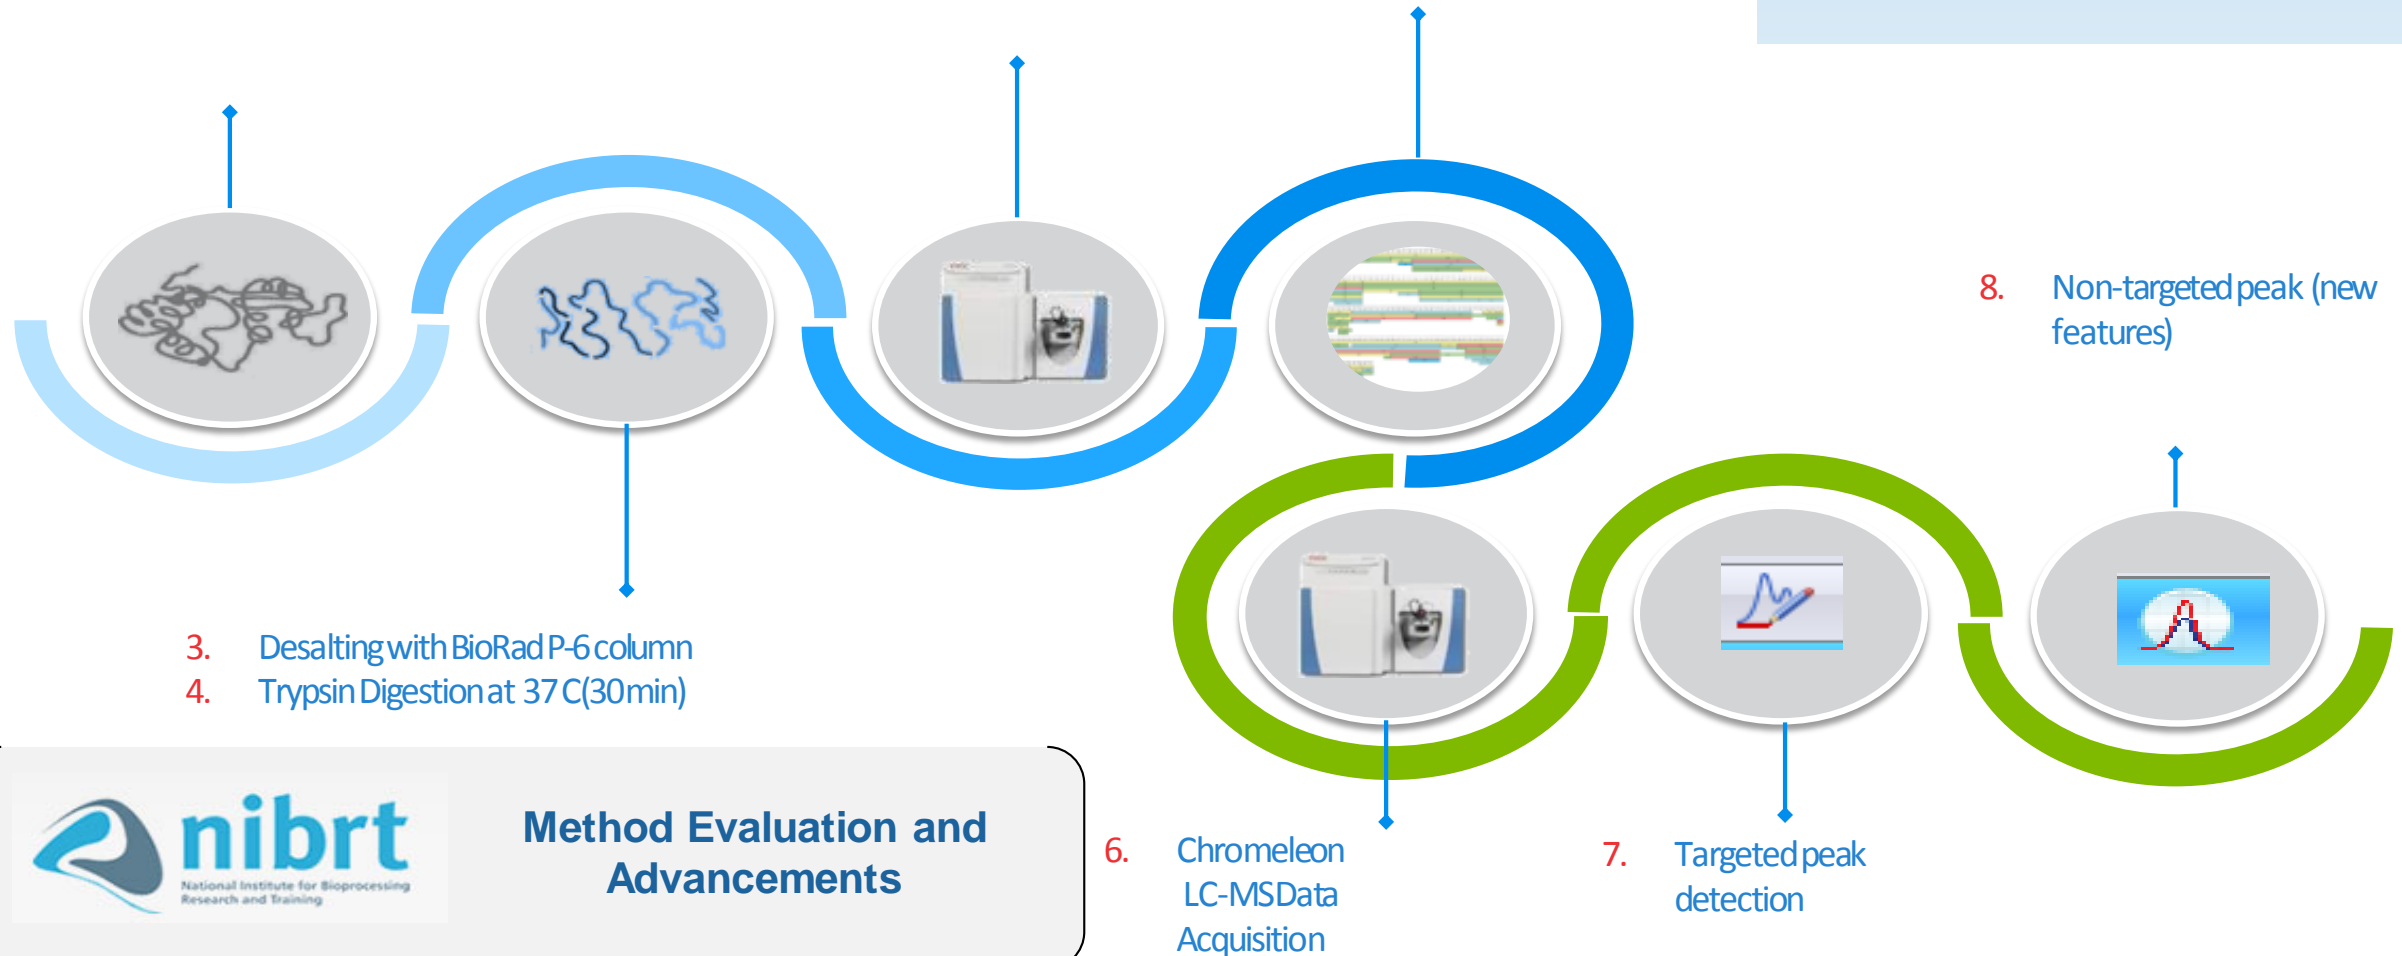 8. Non-targeted peak (new
features)
3. Desalting with BioRad P-6 column
4. Trypsin Digestion at 37 C(30min)
nibrt
National Institute for Bioprocessing
Research and Training
Method Evaluation and
Advancements
6. Chromeleon
LC-MS Data
Acquisition
7. Targeted peak
detection